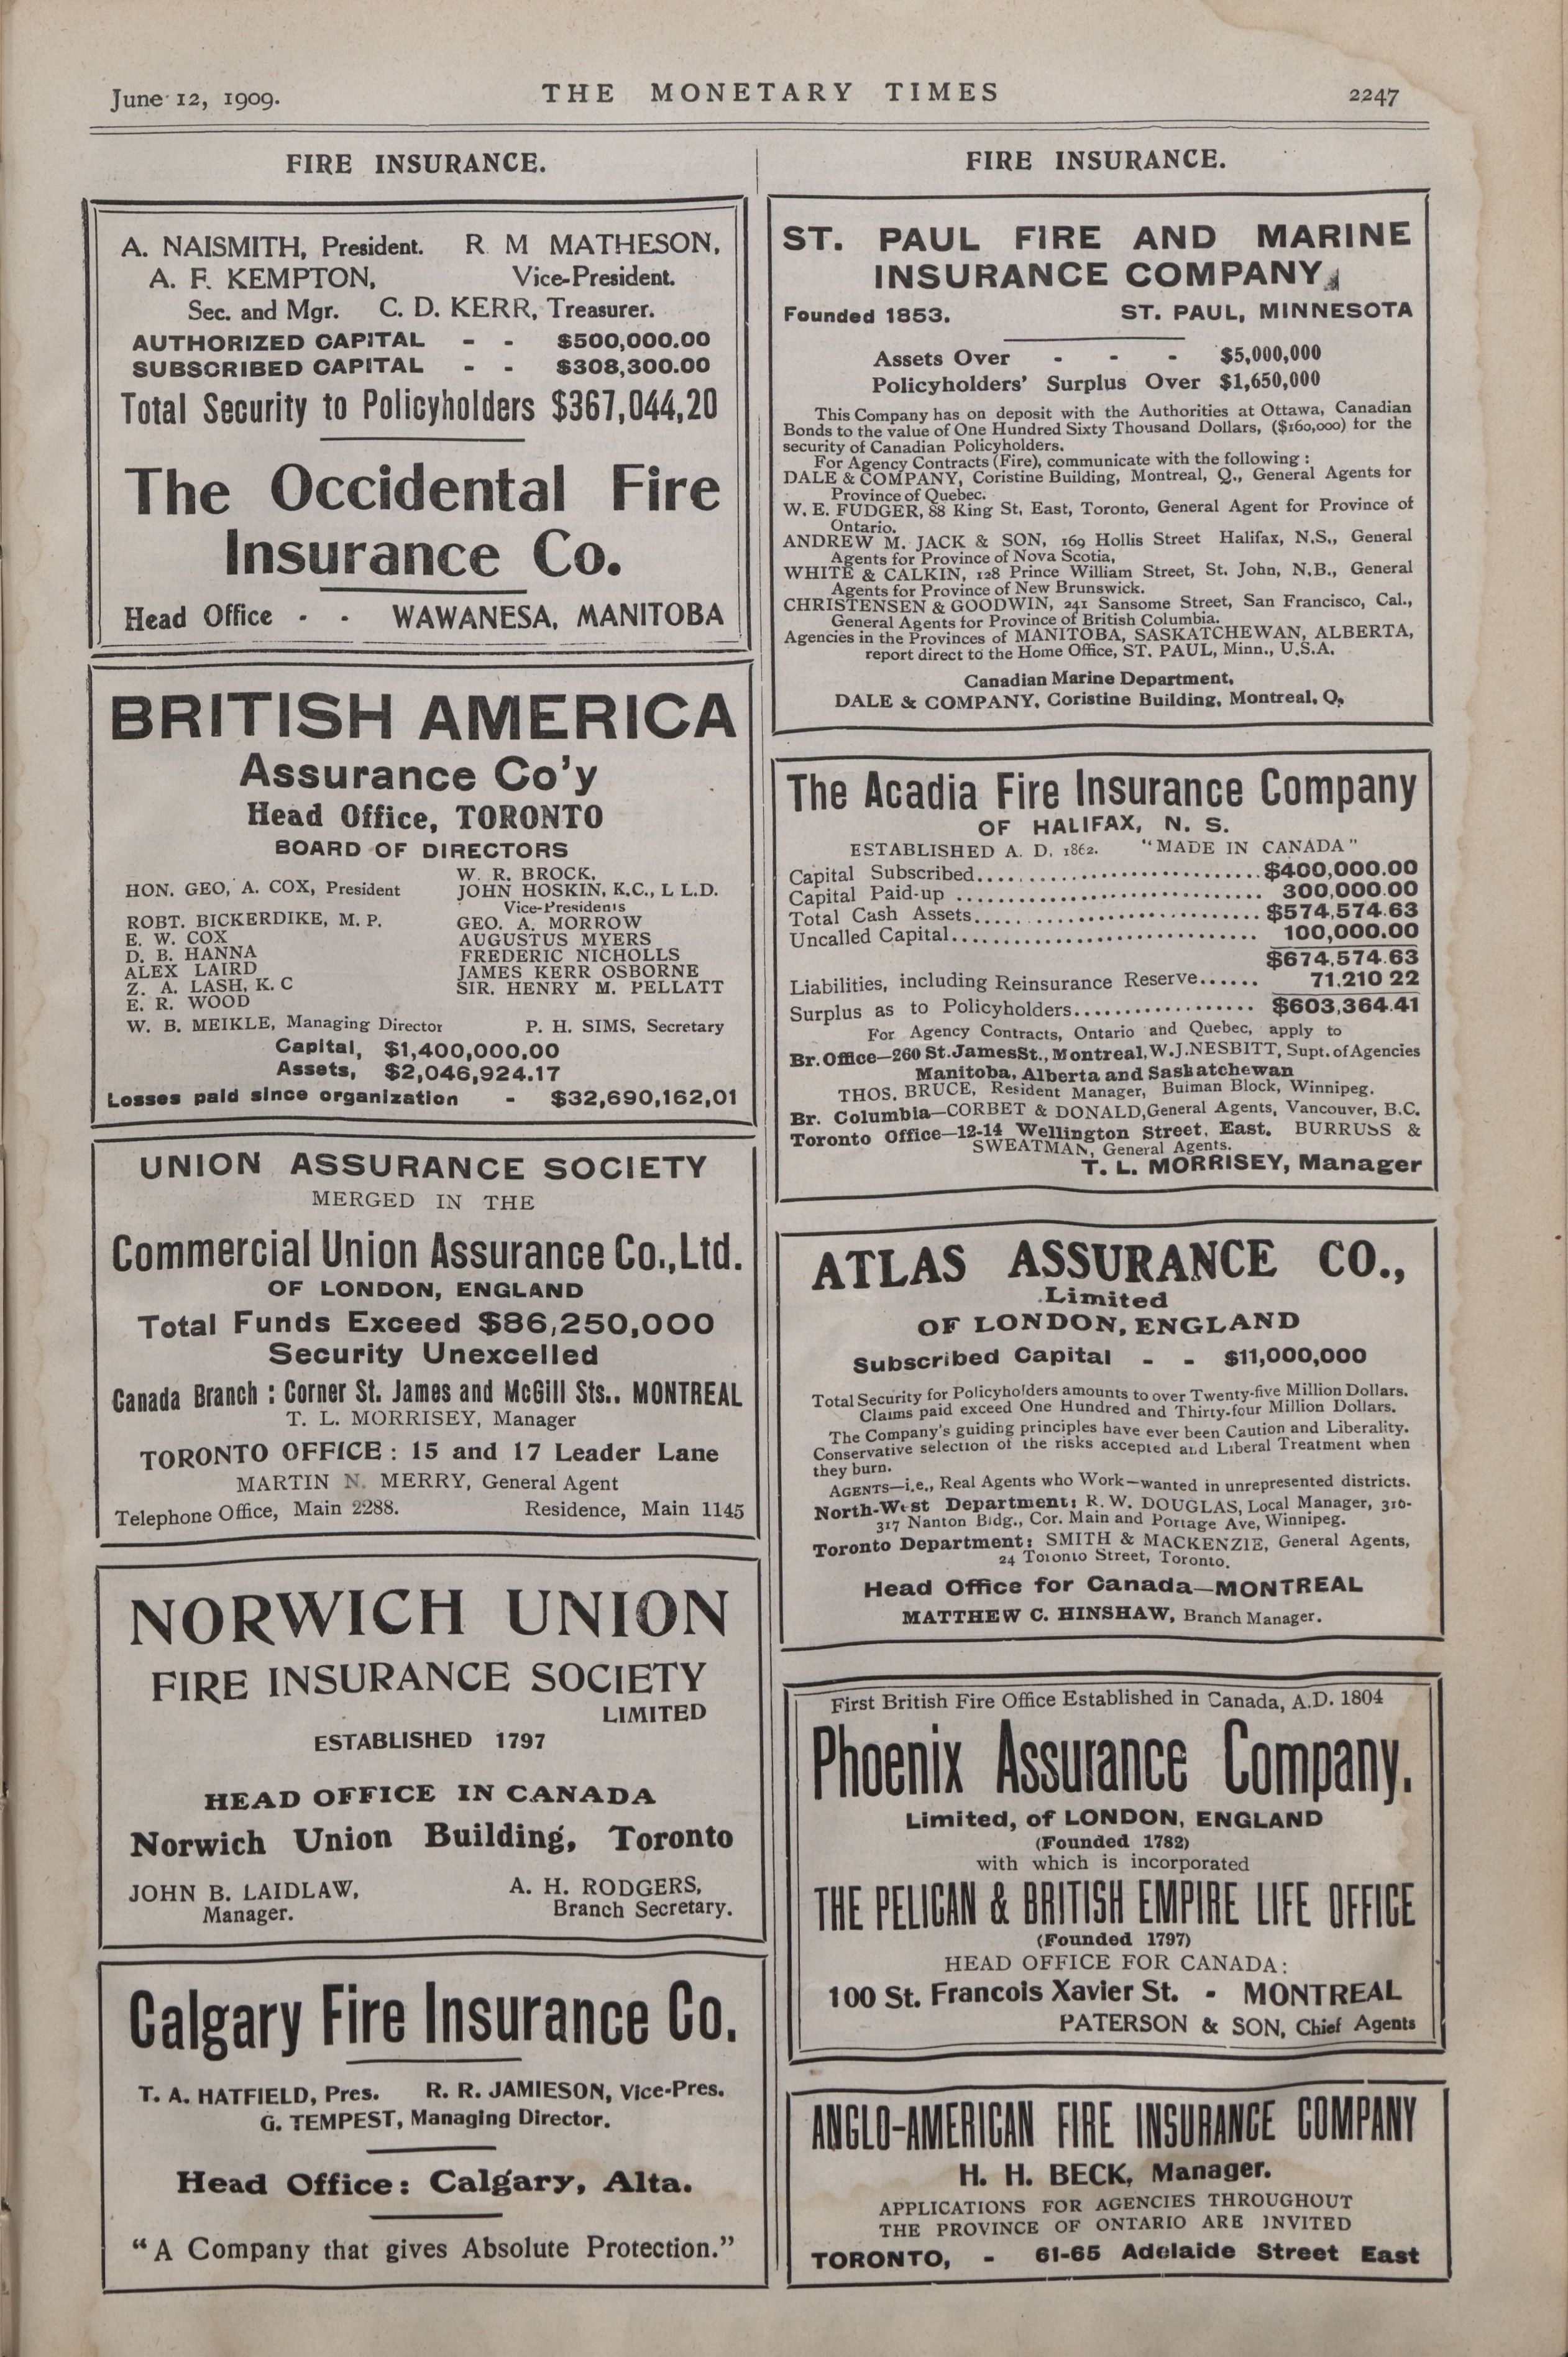 June 12, 1909.
THE MONETARY TIMES
2247
FIRE INSURANCE.
A. NAISMITH, President. R. M MATHESON,
A. F. KEMPTON, Vice-President.
Sec. and Mgr. C. D. KERR, Treasurer.
AUTHORIZED CAPITAL - - $500,000.00
SUBSCRIBED CAPITAL - - $308,300.00
Total Security to Policyholders $367,044,20
The Occidental Fire
Insurance Co.
Head Office - - WAWANESA, MANITOBA
BRITISH AMERICA
Assurance Co'y
Head Office, TORONTO
BOARD OF DIRECTORS
HON. GEO, A. COX, President
W. R. BROCK,
JOHN HOSKIN, K.C., L L.D.
Vice-Presidents
ROBT. BICKERDIKE, M. P. GEO. A. MORROW
E. W. COX AUGUSTUS MYERS
D. B. HANNA FREDERIC NICHOLLS
ALEX LAIRD JAMES KERR OSBORNE
Z. A. LASH, K. C SIR. HENRY M. PELLATT
E. R. WOOD
W. B. MEIKLE, Managing Director P. H. SIMS, Secretary
Capital, $1,400,000.00
Assets, $2,046,924.17
Losses paid since organization - $32,690,162,01
UNION ASSURANCE SOCIETY
MERGED IN THE
Commercial Union Assurance Co., Ltd.
OF LONDON, ENGLAND
Total Funds Exceed $86,250,000
Security Unexcelled
Canada Branch : Corner St. James and McGill Sts., MONTREAL
T. L. MORRISEY, Manager
TORONTO OFFICE : 15 and 17 Leader Lane
MARTIN N. MERRY, General Agent
Telephone Office, Main 2288. Residence, Main 1145
NORWICH UNION
FIRE INSURANCE SOCIETY
LIMITED
ESTABLISHED 1797
HEAD OFFICE IN CANADA
Norwich Union Building, Toronto
JOHN B. LAIDLAW, A. H. RODGERS,
Manager. Branch Secretary.
Calgary Fire Insurance Co.
T. A. HATFIELD, Pres. R. R. JAMIESON, Vice-Pres.
G. TEMPEST, Managing Director.
Head Office: Calgary, Alta.
"A Company that gives Absolute Protection."
FIRE INSURANCE.
ST. PAUL FIRE AND MARINE
INSURANCE COMPANY,
Founded 1853. ST. PAUL, MINNESOTA
Assets Over - - - $5,000,000
Policyholders' Surplus Over $1,650,000
This Company has on deposit with the Authorities at Ottawa, Canadian
Bonds to the value of One Hundred Sixty Thousand Dollars, ($160,000) for the
security of Canadian Policyholders.
For Agency Contracts (Fire), communicate with the following :
DALE & COMPANY, Coristine Building, Montreal, Q., General Agents for
Province of Quebec.
W. E. FUDGER, 88 King St, East, Toronto, General Agent for Province of
Ontario.
ANDREW M. JACK & SON, 169 Hollis Street Halifax, N.S., General
Agents for Province of Nova Scotia,
WHITE & CALKIN, 128 Prince William Street, St. John, N.B., General
Agents for Province of New Brunswick.
CHRISTENSEN & GOODWIN, 241 Sansome Street, San Francisco, Cal.,
General Agents for Province of British Columbia.
Agencies in the Provinces of MANITOBA, SASKATCHEWAN, ALBERTA,
report direct to the Home Office, ST. PAUL, Minn., U.S.A.
Canadian Marine Department,
DALE & COMPANY, Coristine Building, Montreal, Q,
The Acadia Fire Insurance Company
OF HALIFAX, N. S.
ESTABLISHED A. D. 1862. "MADE IN CANADA"
Capital Subscribed........ $400,000.00
Capital Paid-up ........ 300,000.00
Total Cash Assets........ $574,574.63
Uncalled Capital........ 100,000.00
$674,574.63
Liabilities, including Reinsurance Reserve...... 71,210 22
Surplus as to Policyholders........ $603,364.41
For Agency Contracts, Ontario and Quebec, apply to
Br. Office—260 St. James St., Montreal, W. J. NESBITT, Supt. of Agencies
Manitoba, Alberta and Saskatchewan
THOS. BRUCE, Resident Manager, Bulman Block, Winnipeg.
Br. Columbia—CORBET & DONALD, General Agents, Vancouver, B.C.
Toronto Office—12-14 Wellington Street, East. BURRUSS &
SWEATMAN, General Agents.
T. L. MORRISEY, Manager
ATLAS ASSURANCE CO.,
Limited
OF LONDON, ENGLAND
Subscribed Capital - - $11,000,000
Total Security for Policyholders amounts to over Twenty-five Million Dollars.
Claims paid exceed One Hundred and Thirty-four Million Dollars.
The Company's guiding principles have ever been Caution and Liberality.
Conservative selection of the risks accepted and Liberal Treatment when
they burn.
AGENTS—i.e., Real Agents who Work—wanted in unrepresented districts.
North-West Department: R. W. DOUGLAS, Local Manager, 316-
317 Nanton Bldg., Cor. Main and Portage Ave, Winnipeg.
Toronto Department: SMITH & MACKENZIE, General Agents,
24 Toronto Street, Toronto.
Head Office for Canada—MONTREAL
MATTHEW C. HINSHAW, Branch Manager.
First British Fire Office Established in Canada, A.D. 1804
Phoenix Assurance Company.
Limited, of LONDON, ENGLAND
(Founded 1782)
with which is incorporated
THE PELICAN & BRITISH EMPIRE LIFE OFFICE
(Founded 1797)
HEAD OFFICE FOR CANADA:
100 St. Francois Xavier St. - MONTREAL
PATERSON & SON, Chief Agents
ANGLO-AMERICAN FIRE INSURANCE COMPANY
H. H. BECK, Manager.
APPLICATIONS FOR AGENCIES THROUGHOUT
THE PROVINCE OF ONTARIO ARE INVITED
TORONTO, - 61-65 Adelaide Street East